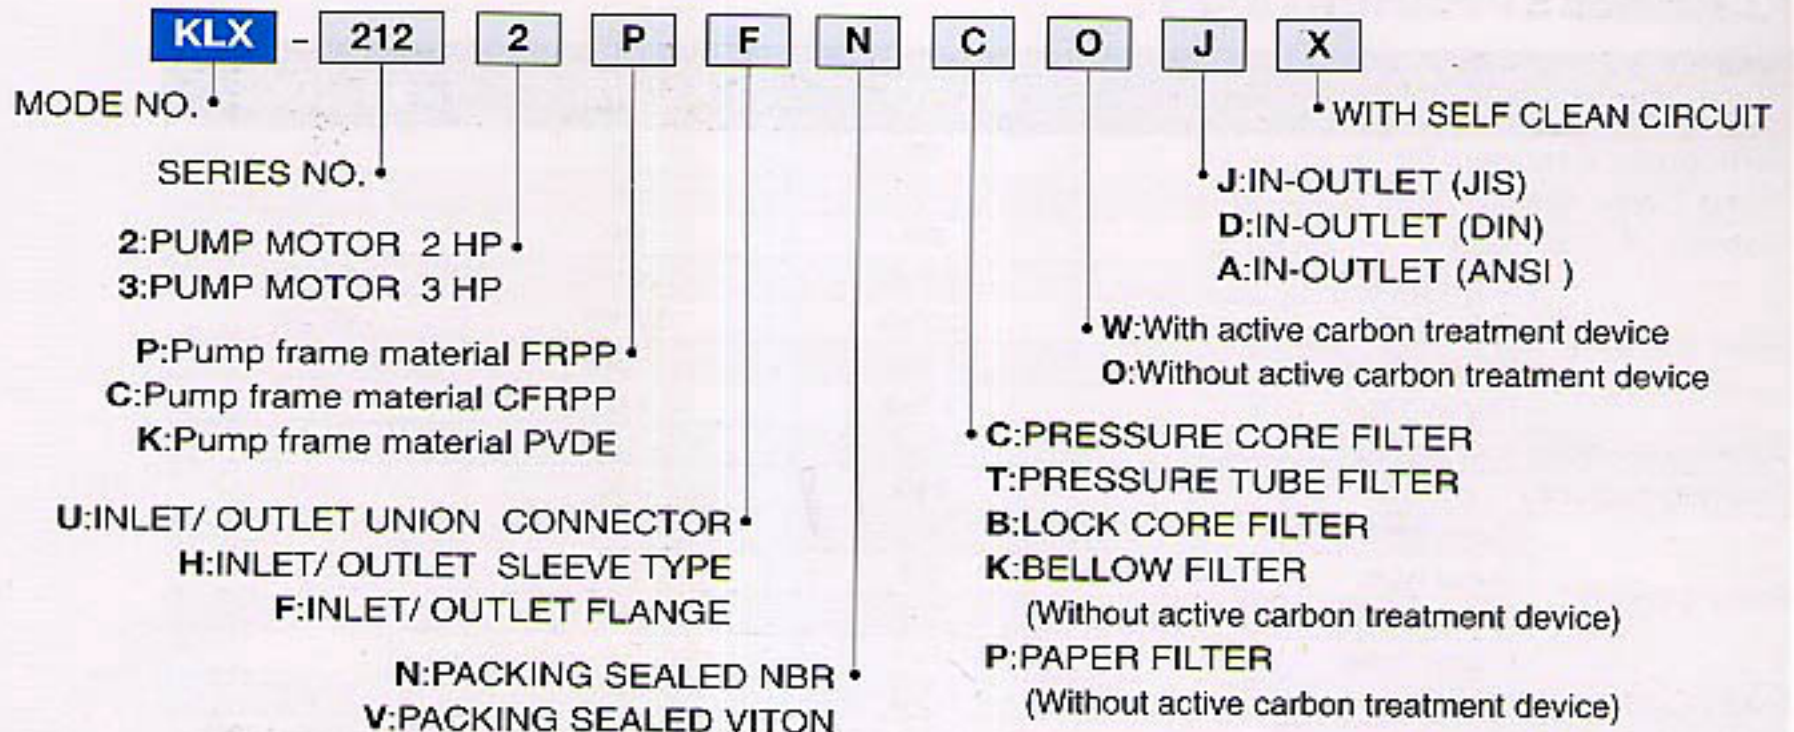 KLX - 212 2 P F N C O J X
MODE NO.
SERIES NO.
2:PUMP MOTOR 2 HP
3:PUMP MOTOR 3 HP
P:Pump frame material FRPP
C:Pump frame material CFRPP
K:Pump frame material PVDE
U:INLET/ OUTLET UNION CONNECTOR
H:INLET/ OUTLET SLEEVE TYPE
F:INLET/ OUTLET FLANGE
N:PACKING SEALED NBR
V:PACKING SEALED VITON
WITH SELF CLEAN CIRCUIT
J:IN-OUTLET (JIS)
D:IN-OUTLET (DIN)
A:IN-OUTLET (ANSI )
W:With active carbon treatment device
O:Without active carbon treatment device
C:PRESSURE CORE FILTER
T:PRESSURE TUBE FILTER
B:LOCK CORE FILTER
K:BELLOW FILTER
(Without active carbon treatment device)
P:PAPER FILTER
(Without active carbon treatment device)